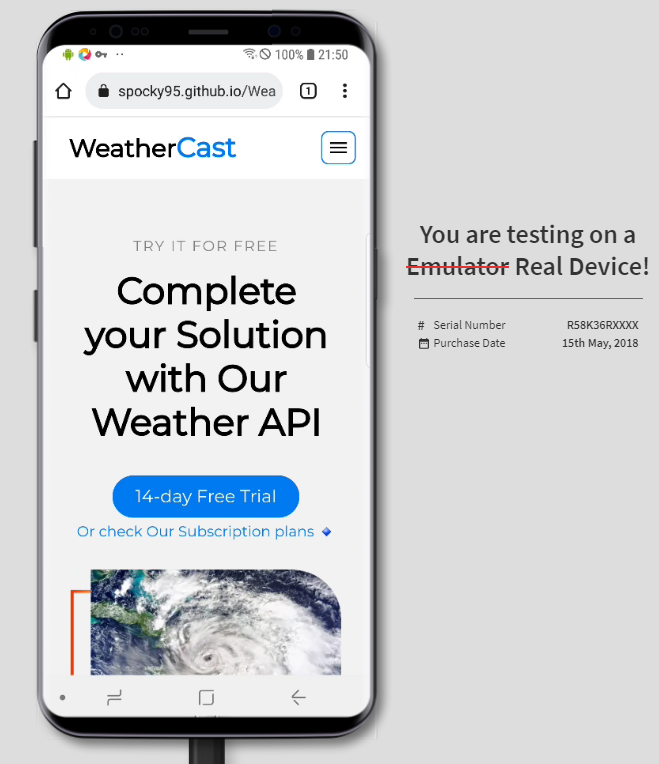 100% 21:50
spocky95.github.io/Wea
1
WeatherCast
TRY IT FOR FREE
Complete
your Solution
with Our
Weather API
14-day Free Trial
Or check Our Subscription plans
You are testing on a
Emulator Real Device!
# Serial Number R58K36RXXXX
Purchase Date 15th May, 2018